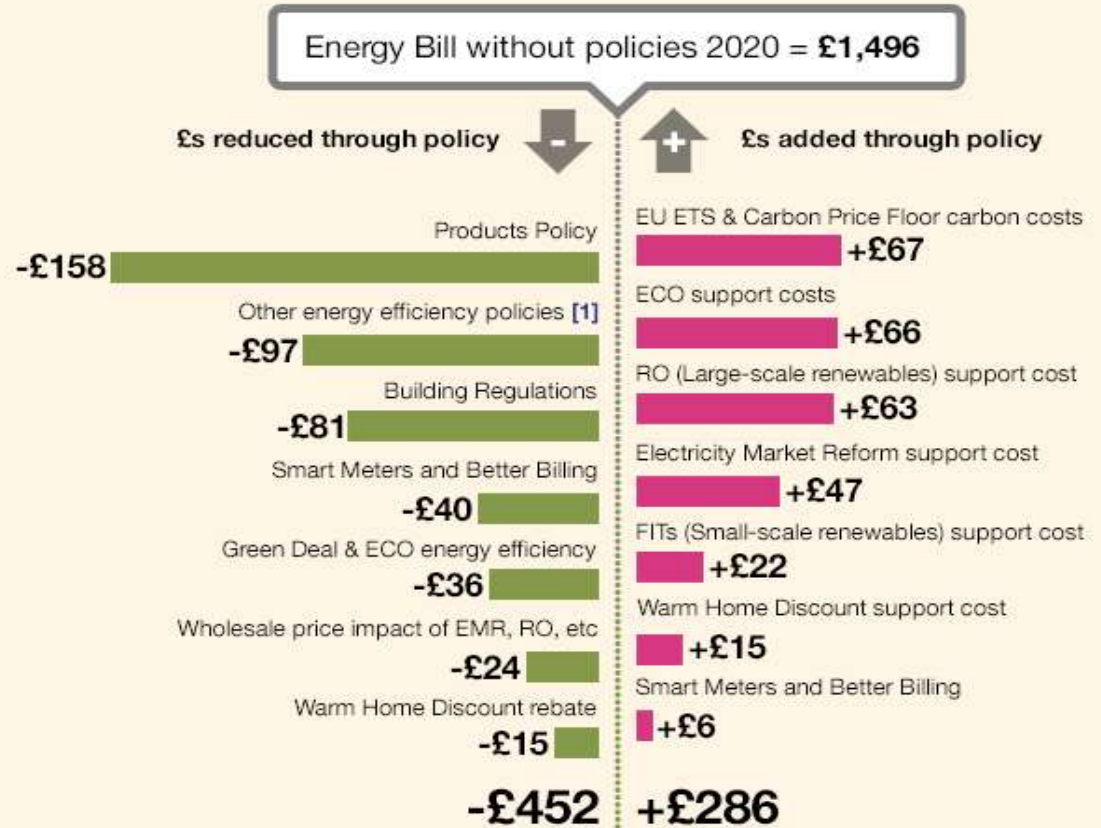 Energy Bill without policies 2020 = £1,496
£s reduced through policy
-
Products Policy
-£158
Other energy efficiency policies [1]
-£97
Building Regulations
-£81
Smart Meters and Better Billing
-£40
Green Deal & ECO energy efficiency
-£36
Wholesale price impact of EMR, RO, etc
-£24
Warm Home Discount rebate
-£15
-£452
+
£s added through policy
EU ETS & Carbon Price Floor carbon costs
+£67
ECO support costs
+£66
RO (Large-scale renewables) support cost
+£63
Electricity Market Reform support cost
+£47
FITs (Small-scale renewables) support cost
+£22
Warm Home Discount support cost
+£15
Smart Meters and Better Billing
+£6
+£286